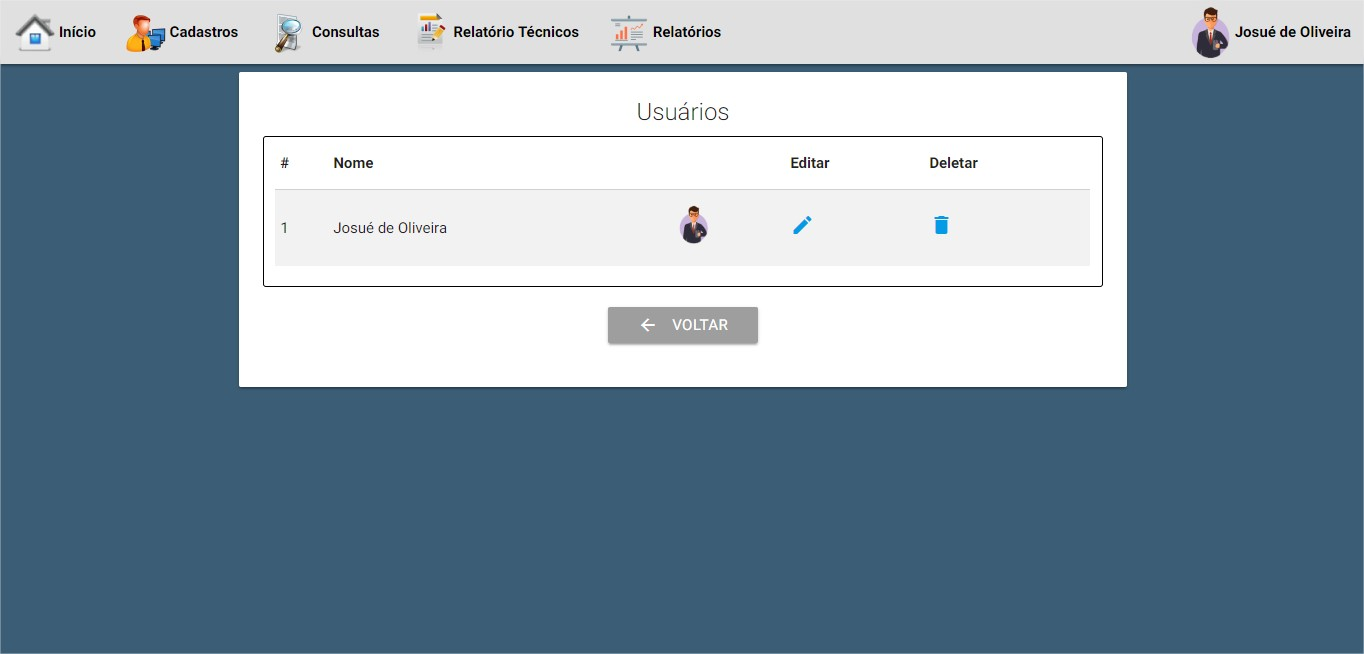 Início Cadastros Consultas Relatório Técnicos Relatórios Josué de Oliveira
Usuários
# Nome Editar Deletar
1 Josué de Oliveira
VOLTAR